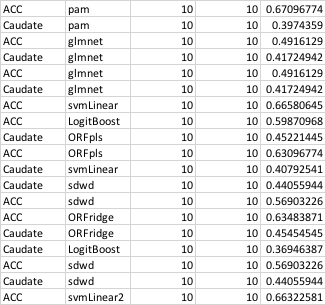 ACC pam 10 10 0.67096774
Caudate pam 10 10 0.3974359
ACC glmnet 10 10 0.4916129
Caudate glmnet 10 10 0.41724942
ACC glmnet 10 10 0.4916129
Caudate glmnet 10 10 0.41724942
ACC svmLinear 10 10 0.66580645
ACC LogitBoost 10 10 0.59870968
Caudate ORFpls 10 10 0.45221445
ACC ORFpls 10 10 0.63096774
Caudate svmLinear 10 10 0.40792541
Caudate sdwd 10 10 0.44055944
ACC sdwd 10 10 0.56903226
ACC ORFridge 10 10 0.63483871
Caudate ORFridge 10 10 0.45454545
Caudate LogitBoost 10 10 0.36946387
ACC sdwd 10 10 0.56903226
Caudate sdwd 10 10 0.44055944
ACC svmLinear2 10 10 0.66322581